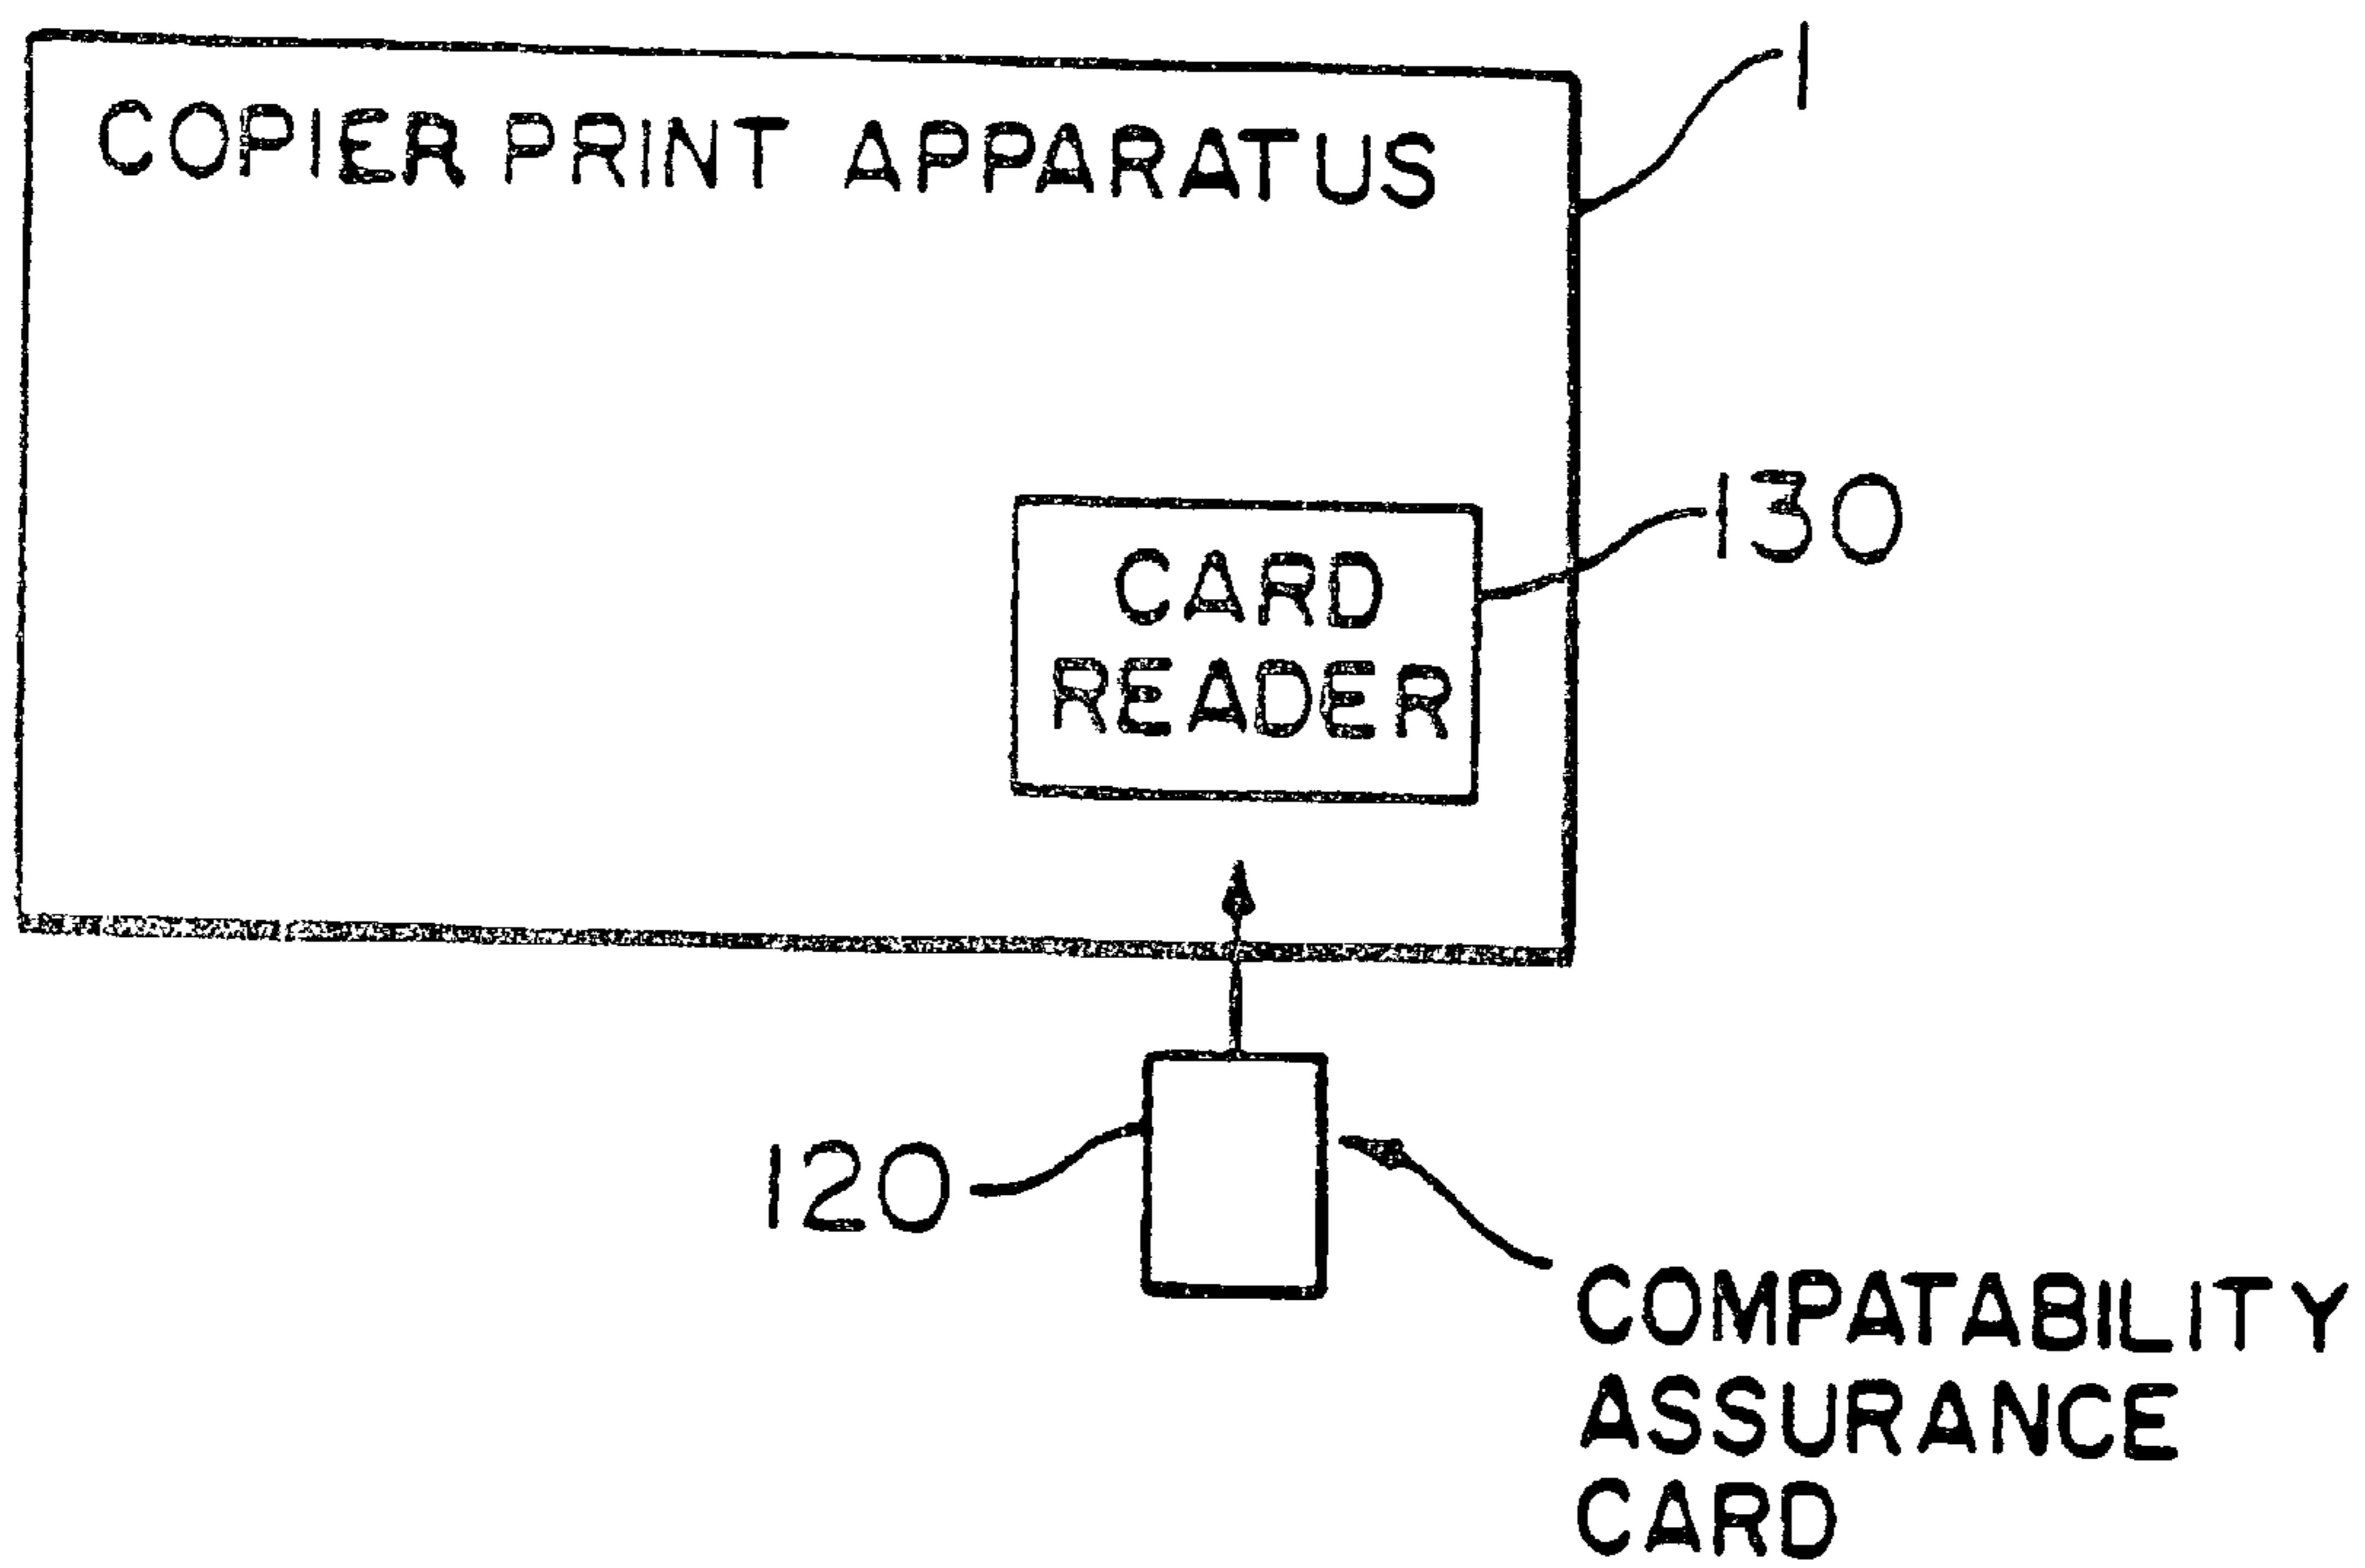 COPIER PRINT APPARATUS
1
130
CARD
READER
120
COMPATABILITY
ASSURANCE
CARD